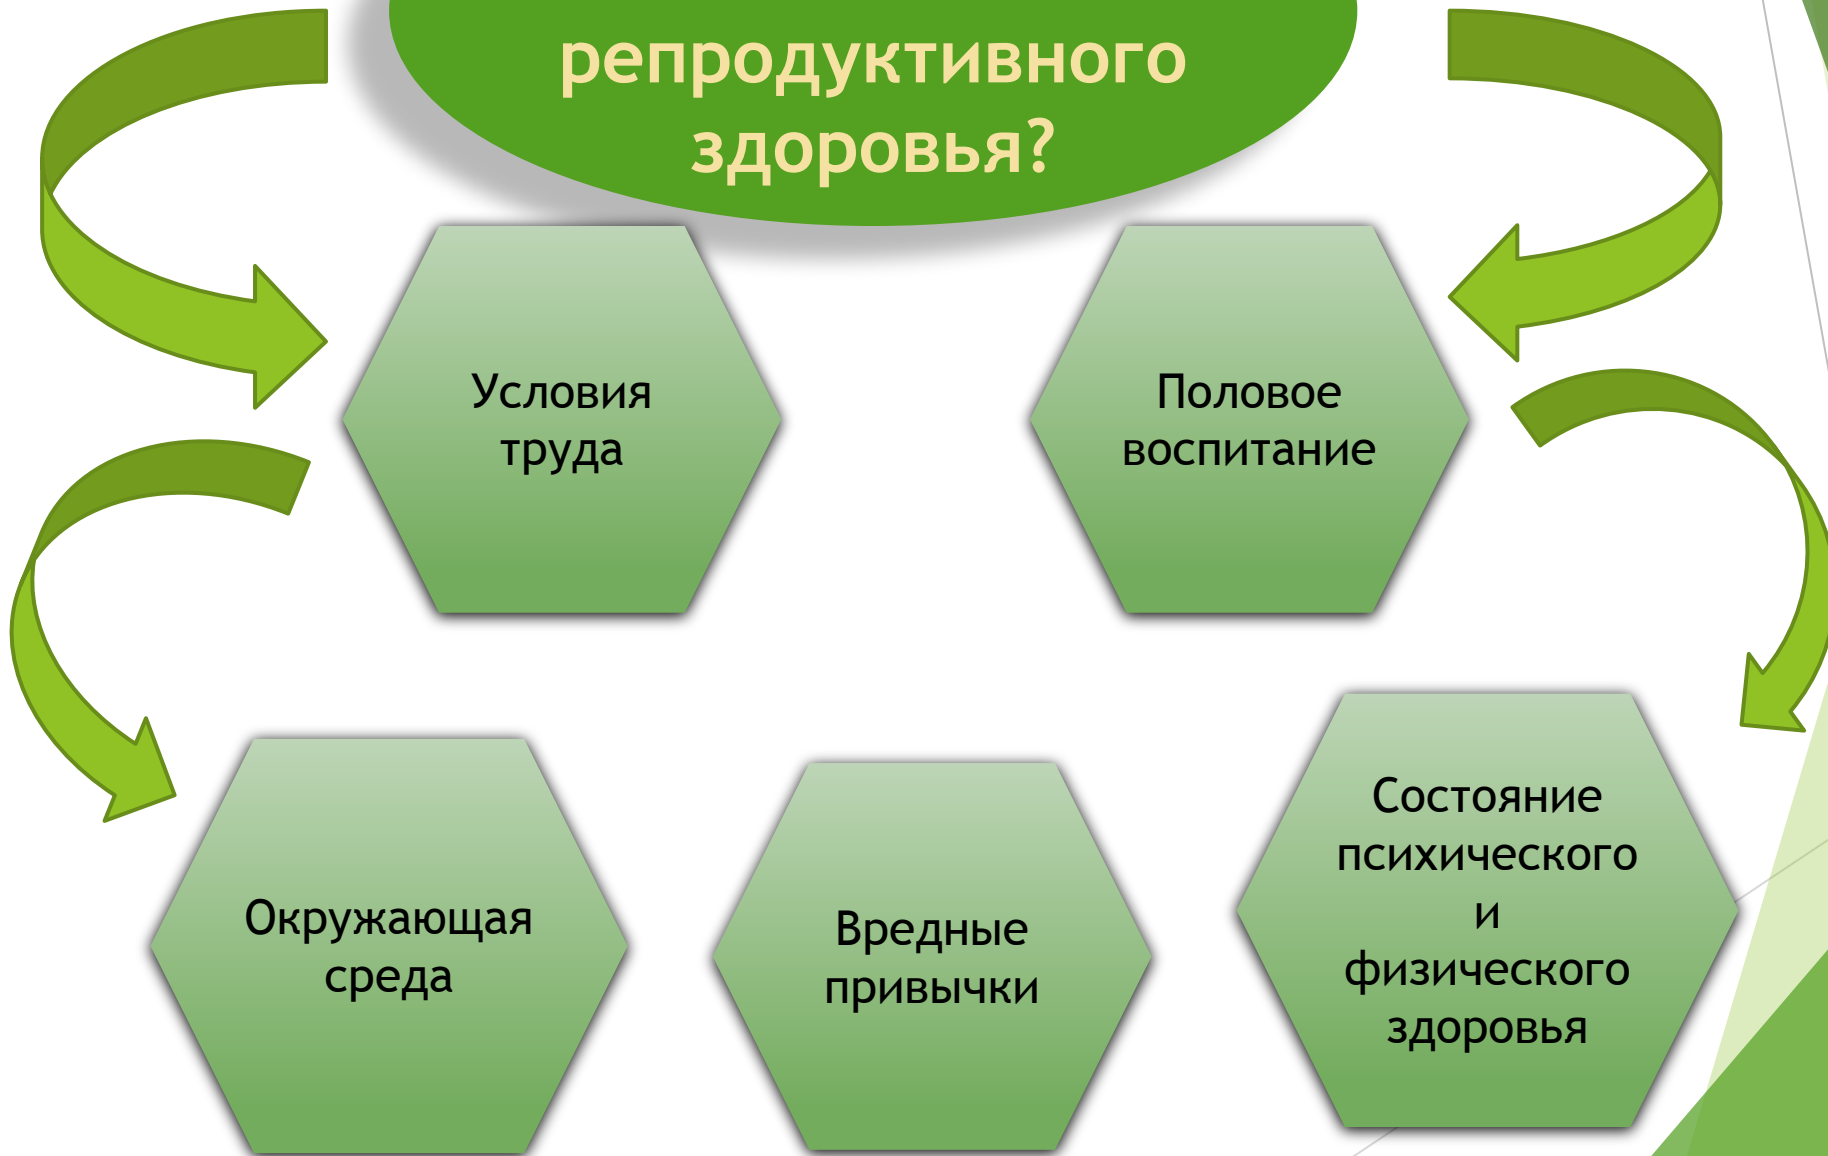 репродуктивного
здоровья?
Условия
труда
Половое
воспитание
Окружающая
среда
Вредные
привычки
Состояние
психического
и
физического
здоровья